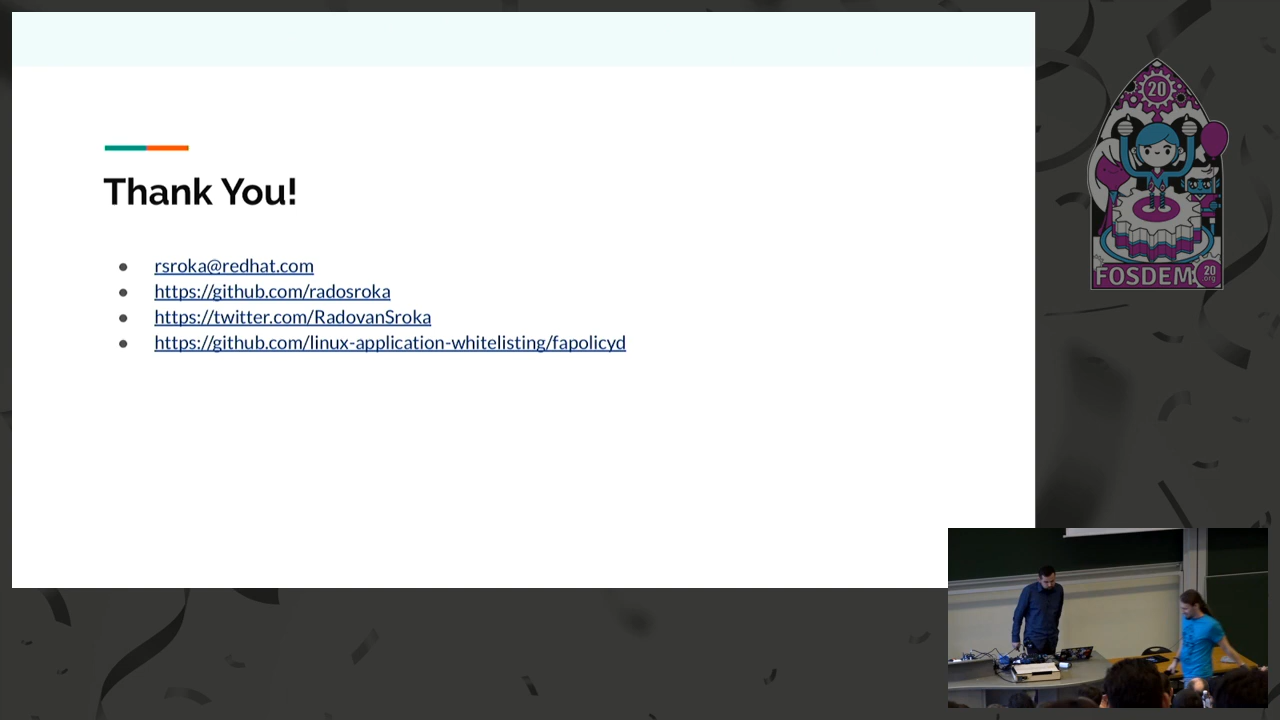 Thank You!
rsroka@redhat.com
https://github.com/radosroka
https://twitter.com/RadovanSroka
https://github.com/linux-application-whitelisting/fapolicyd
20
FOSDEM
20
.org